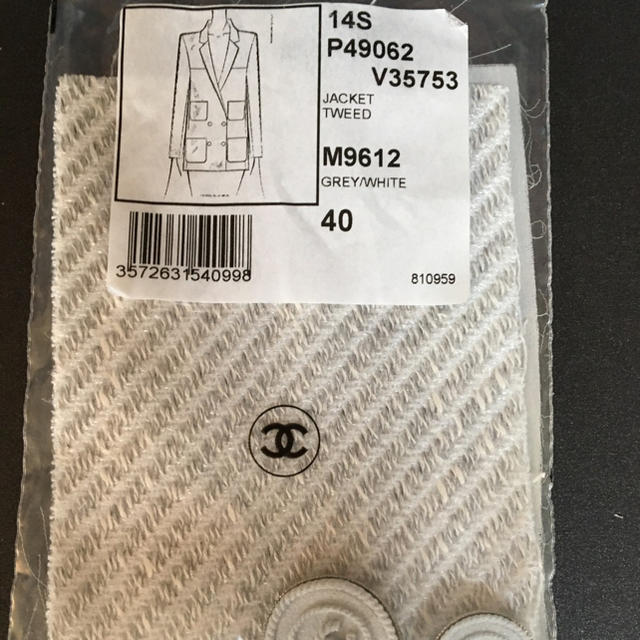 14S
P49062
V35753
JACKET
TWEED
M9612
GREY/WHITE
40
3572631540998
810959